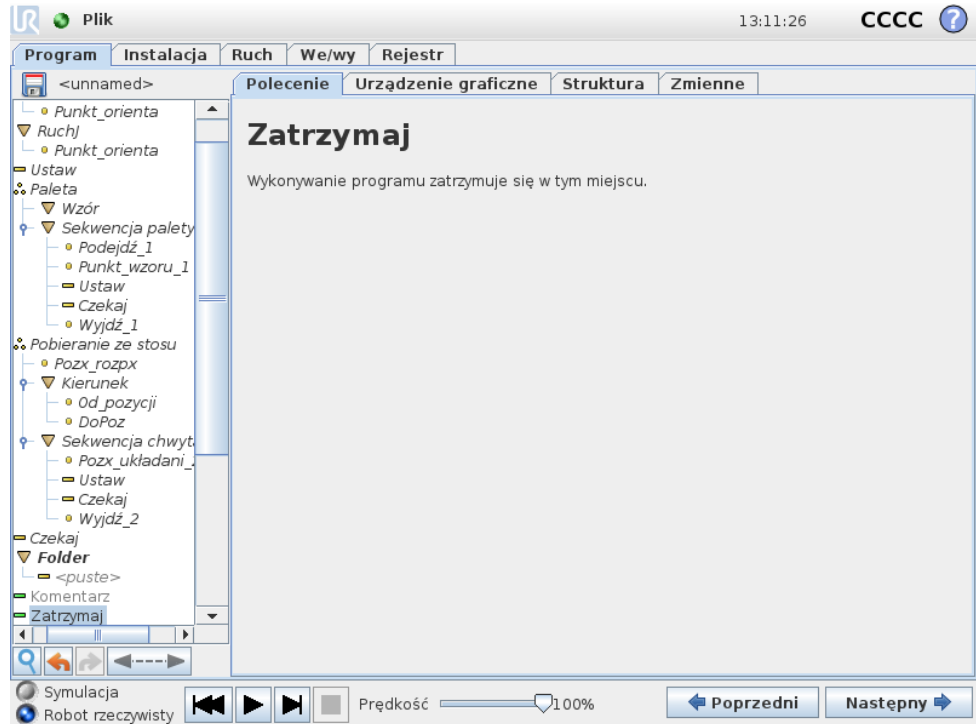 UR Plik 13:11:26 CCCC ?
Program Instalacja Ruch We/wy Rejestr
<unnamed>
Polecenie Urządzenie graficzne Struktura Zmienne
Punkt_orienta
RuchJ
Punkt_orienta
Ustaw
Paleta
Wzór
Sekwencja palety
Podejdź_1
Punkt_wzoru_1
Ustaw
Czekaj
Wyjdź_1
Pobieranie ze stosu
Pozx_rozpx
Kierunek
0d_pozycji
DoPoz
Sekwencja chwyt
Pozx_układani_
Ustaw
Czekaj
Wyjdź_2
Czekaj
Folder
<puste>
Komentarz
Zatrzymaj
Zatrzymaj
Wykonywanie programu zatrzymuje się w tym miejscu.
Symulacja
Robot rzeczywisty
Prędkość 100%
Poprzedni Następny